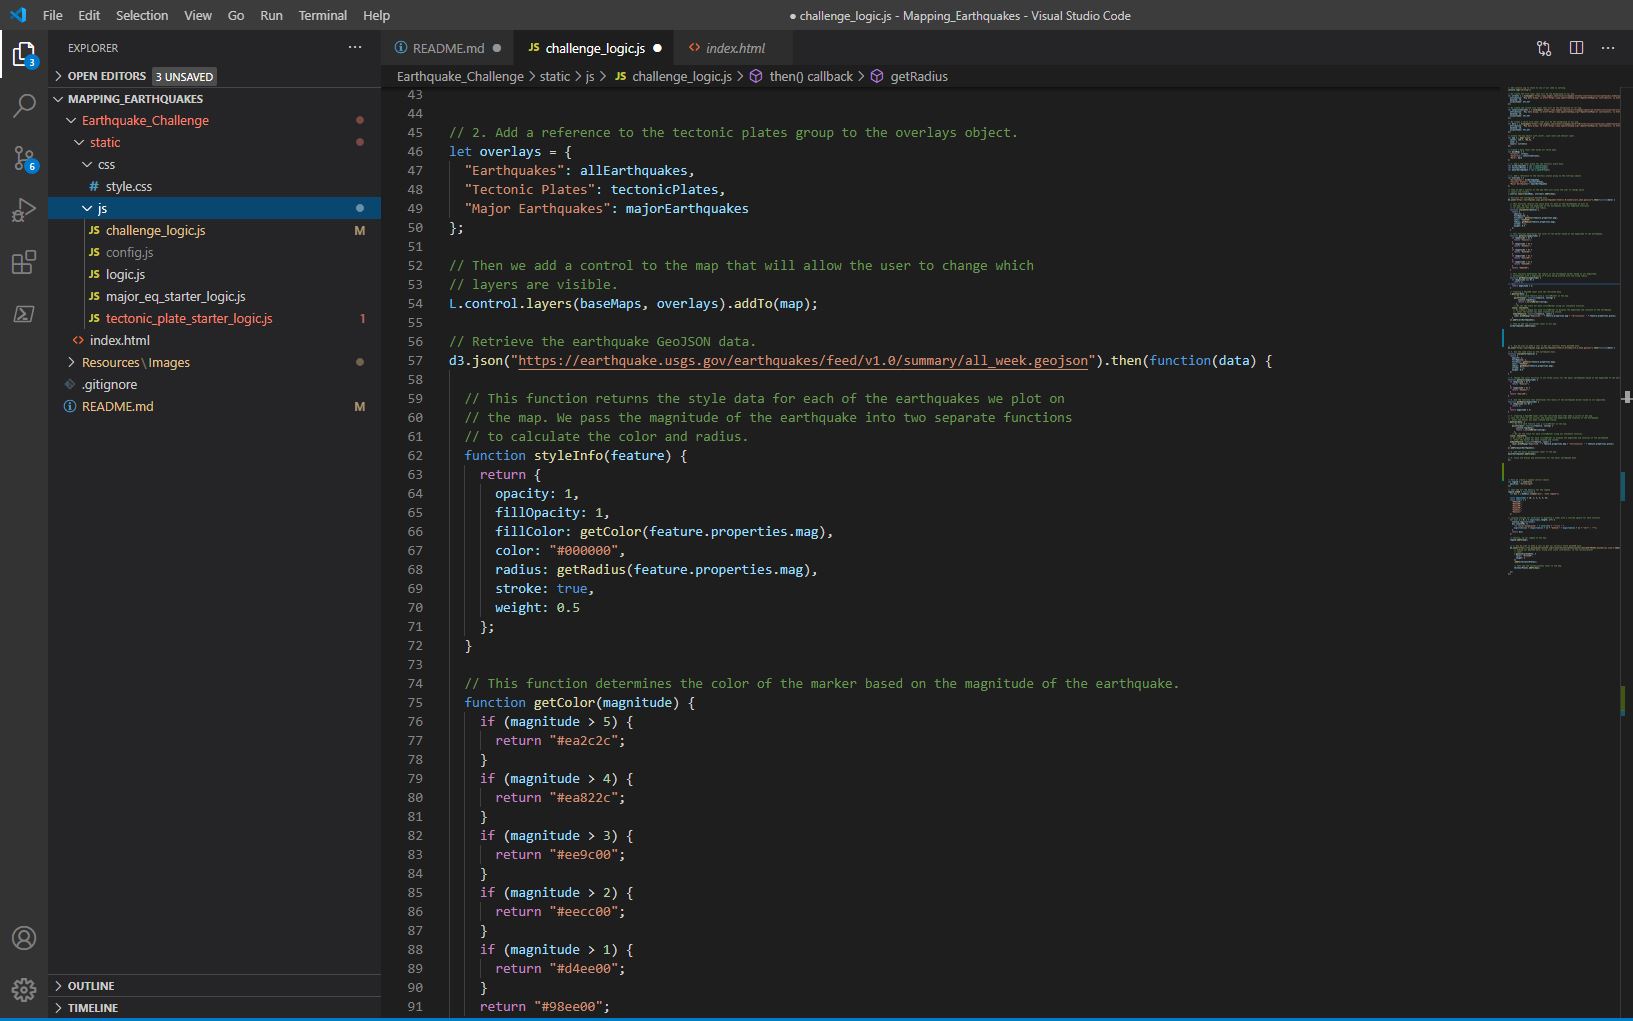 File Edit Selection View Go Run Terminal Help
● challenge_logic.js - Mapping_Earthquakes - Visual Studio Code
3
6
EXPLORER
OPEN EDITORS 3 UNSAVED
MAPPING_EARTHQUAKES
Earthquake_Challenge
static
css
# style.css
js
JS challenge_logic.js M
JS config.js
JS logic.js
JS major_eq_starter_logic.js
JS tectonic_plate_starter_logic.js 1
<> index.html
Resources\Images
.gitignore
README.md M
OUTLINE
TIMELINE
README.md ● JS challenge_logic.js ● <> index.html
Earthquake_Challenge > static > js > JS challenge_logic.js > then() callback > getRadius
43
44
45 // 2. Add a reference to the tectonic plates group to the overlays object.
46 let overlays = {
47 "Earthquakes": allEarthquakes,
48 "Tectonic Plates": tectonicPlates,
49 "Major Earthquakes": majorEarthquakes
50 };
51
52 // Then we add a control to the map that will allow the user to change which
53 // layers are visible.
54 L.control.layers(baseMaps, overlays).addTo(map);
55
56 // Retrieve the earthquake GeoJSON data.
57 d3.json("https://earthquake.usgs.gov/earthquakes/feed/v1.0/summary/all_week.geojson").then(function(data) {
58
59 // This function returns the style data for each of the earthquakes we plot on
60 // the map. We pass the magnitude of the earthquake into two separate functions
61 // to calculate the color and radius.
62 function styleInfo(feature) {
63 return {
64 opacity: 1,
65 fillOpacity: 1,
66 fillColor: getColor(feature.properties.mag),
67 color: "#000000",
68 radius: getRadius(feature.properties.mag),
69 stroke: true,
70 weight: 0.5
71 };
72 }
73
74 // This function determines the color of the marker based on the magnitude of the earthquake.
75 function getColor(magnitude) {
76 if (magnitude > 5) {
77 return "#ea2c2c";
78 }
79 if (magnitude > 4) {
80 return "#ea822c";
81 }
82 if (magnitude > 3) {
83 return "#ee9c00";
84 }
85 if (magnitude > 2) {
86 return "#eecc00";
87 }
88 if (magnitude > 1) {
89 return "#d4ee00";
90 }
91 return "#98ee00";